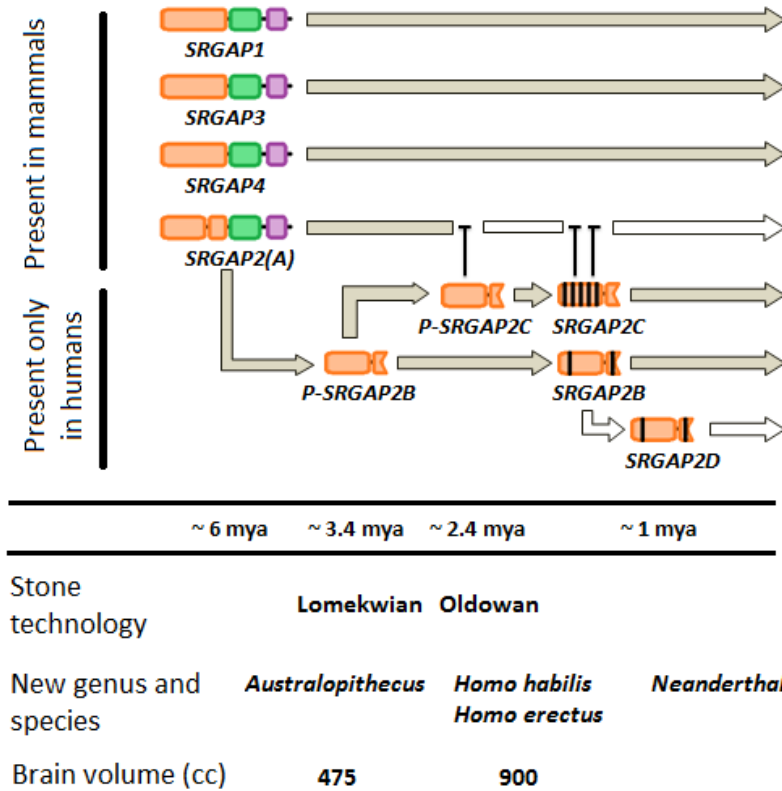 Present in mammals
SRGAP1
SRGAP3
SRGAP4
SRGAP2(A)
Present only
in humans
P-SRGAP2C
SRGAP2C
P-SRGAP2B
SRGAP2B
SRGAP2D
~ 6 mya ~ 3.4 mya ~ 2.4 mya ~ 1 mya
Stone
technology
Lomekwian Oldowan
New genus and
species
Australopithecus
Homo habilis
Homo erectus
Neanderthal
Brain volume (cc) 475 900